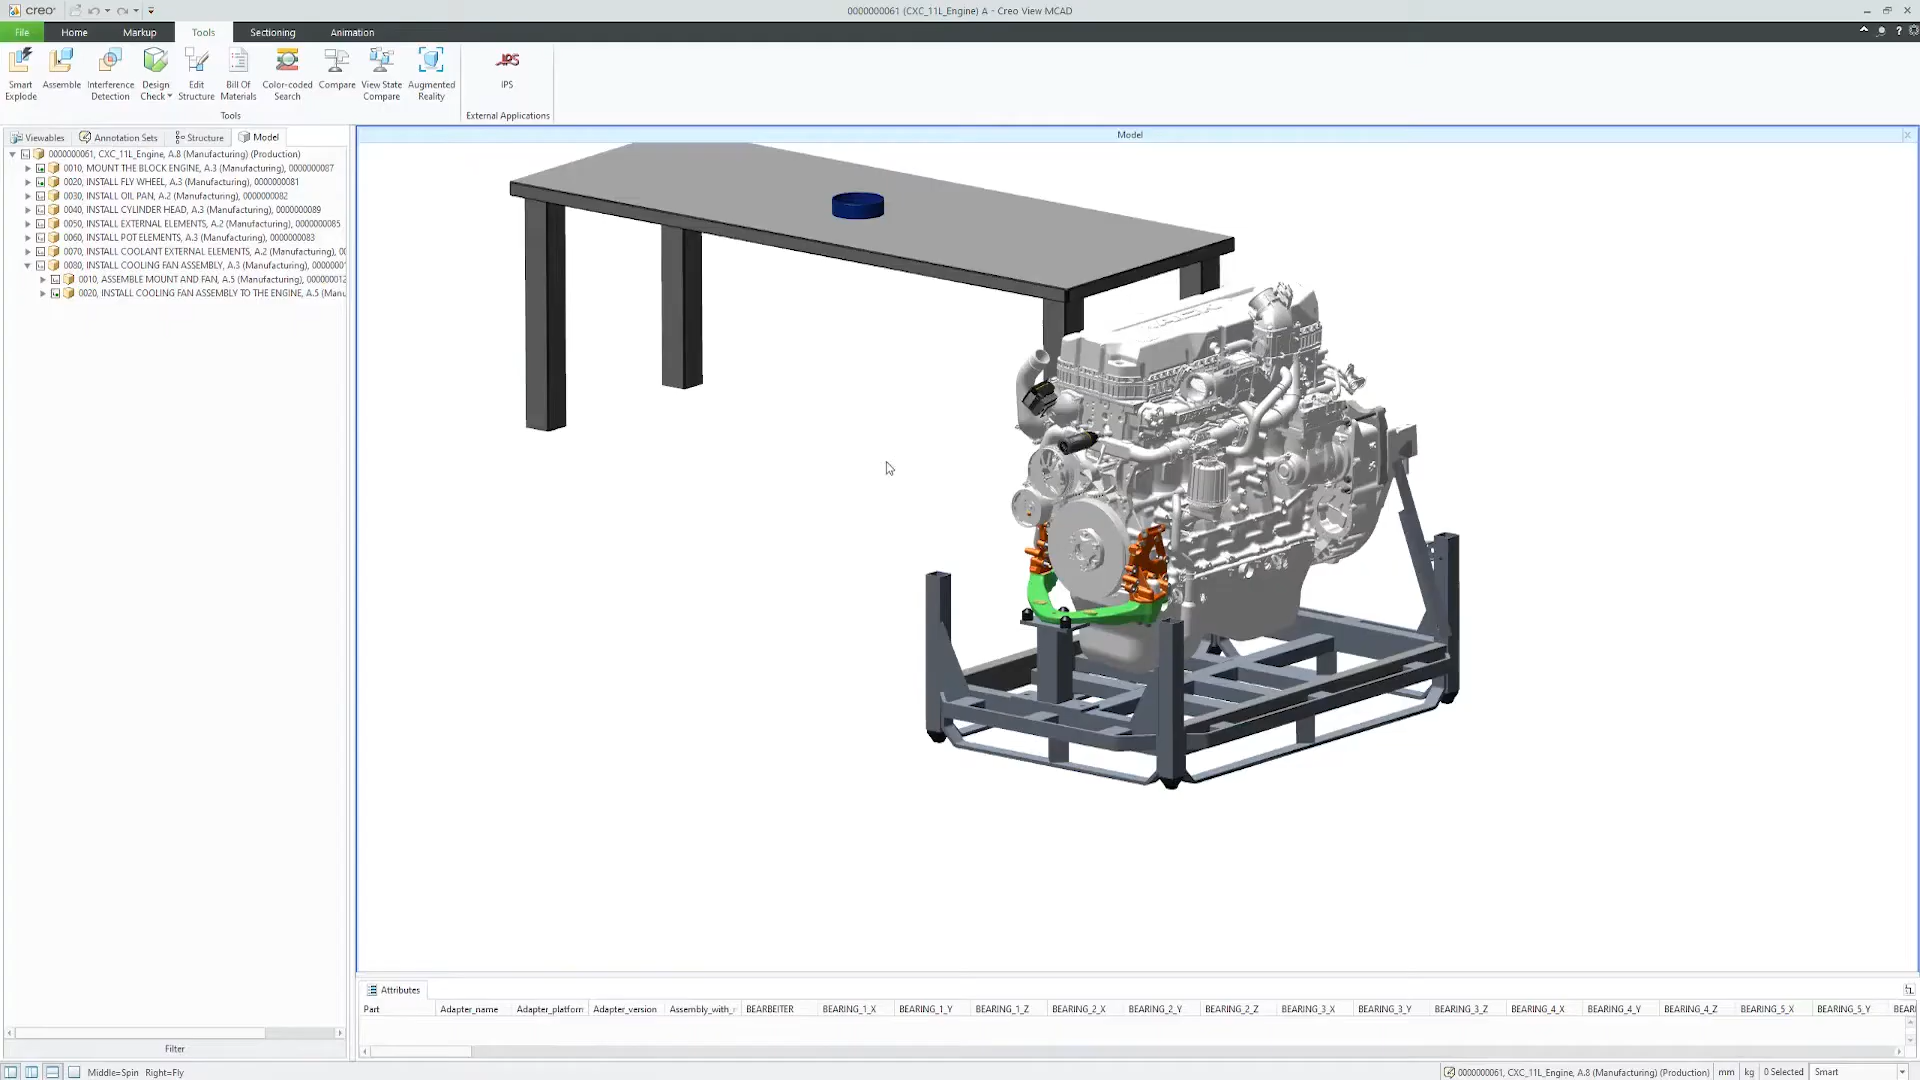 creo
0000000061 (CXC_11L_Engine) A - Creo View MCAD
File Home Markup Tools Sectioning Animation
Smart Explode
Assemble
Interference Detection
Design Check
Edit Structure
Bill Of Materials
Color-coded Search
Compare
View State Compare
Augmented Reality
IPS
IPS
Tools
External Applications
Viewables Annotation Sets Structure Model
Model
0000000061, CXC_11L_Engine, A.8 (Manufacturing) (Production)
0010, MOUNT THE BLOCK ENGINE, A.3 (Manufacturing), 0000000087
0020, INSTALL FLY WHEEL, A.3 (Manufacturing), 0000000081
0030, INSTALL OIL PAN, A.2 (Manufacturing), 0000000082
0040, INSTALL CYLINDER HEAD, A.3 (Manufacturing), 0000000089
0050, INSTALL EXTERNAL ELEMENTS, A.2 (Manufacturing), 0000000085
0060, INSTALL POT ELEMENTS, A.3 (Manufacturing), 0000000083
0070, INSTALL COOLANT EXTERNAL ELEMENTS, A.2 (Manufacturing), 00
0080, INSTALL COOLING FAN ASSEMBLY, A.3 (Manufacturing), 00000001
0010, ASSEMBLE MOUNT AND FAN, A.5 (Manufacturing), 000000012
0020, INSTALL COOLING FAN ASSEMBLY TO THE ENGINE, A.5 (Manu
MACK
Attributes
Part Adapter_name Adapter_platform Adapter_version Assembly_with_ BEARBEITER BEARING_1_X BEARING_1_Y BEARING_1_Z BEARING_2_X BEARING_2_Y BEARING_2_Z BEARING_3_X BEARING_3_Y BEARING_3_Z BEARING_4_X BEARING_4_Y BEARING_4_Z BEARING_5_X BEARING_5_Y BEARI
Filter
Middle=Spin Right=Fly
0000000061, CXC_11L_Engine, A.8 (Manufacturing) (Production) mm kg 0 Selected Smart